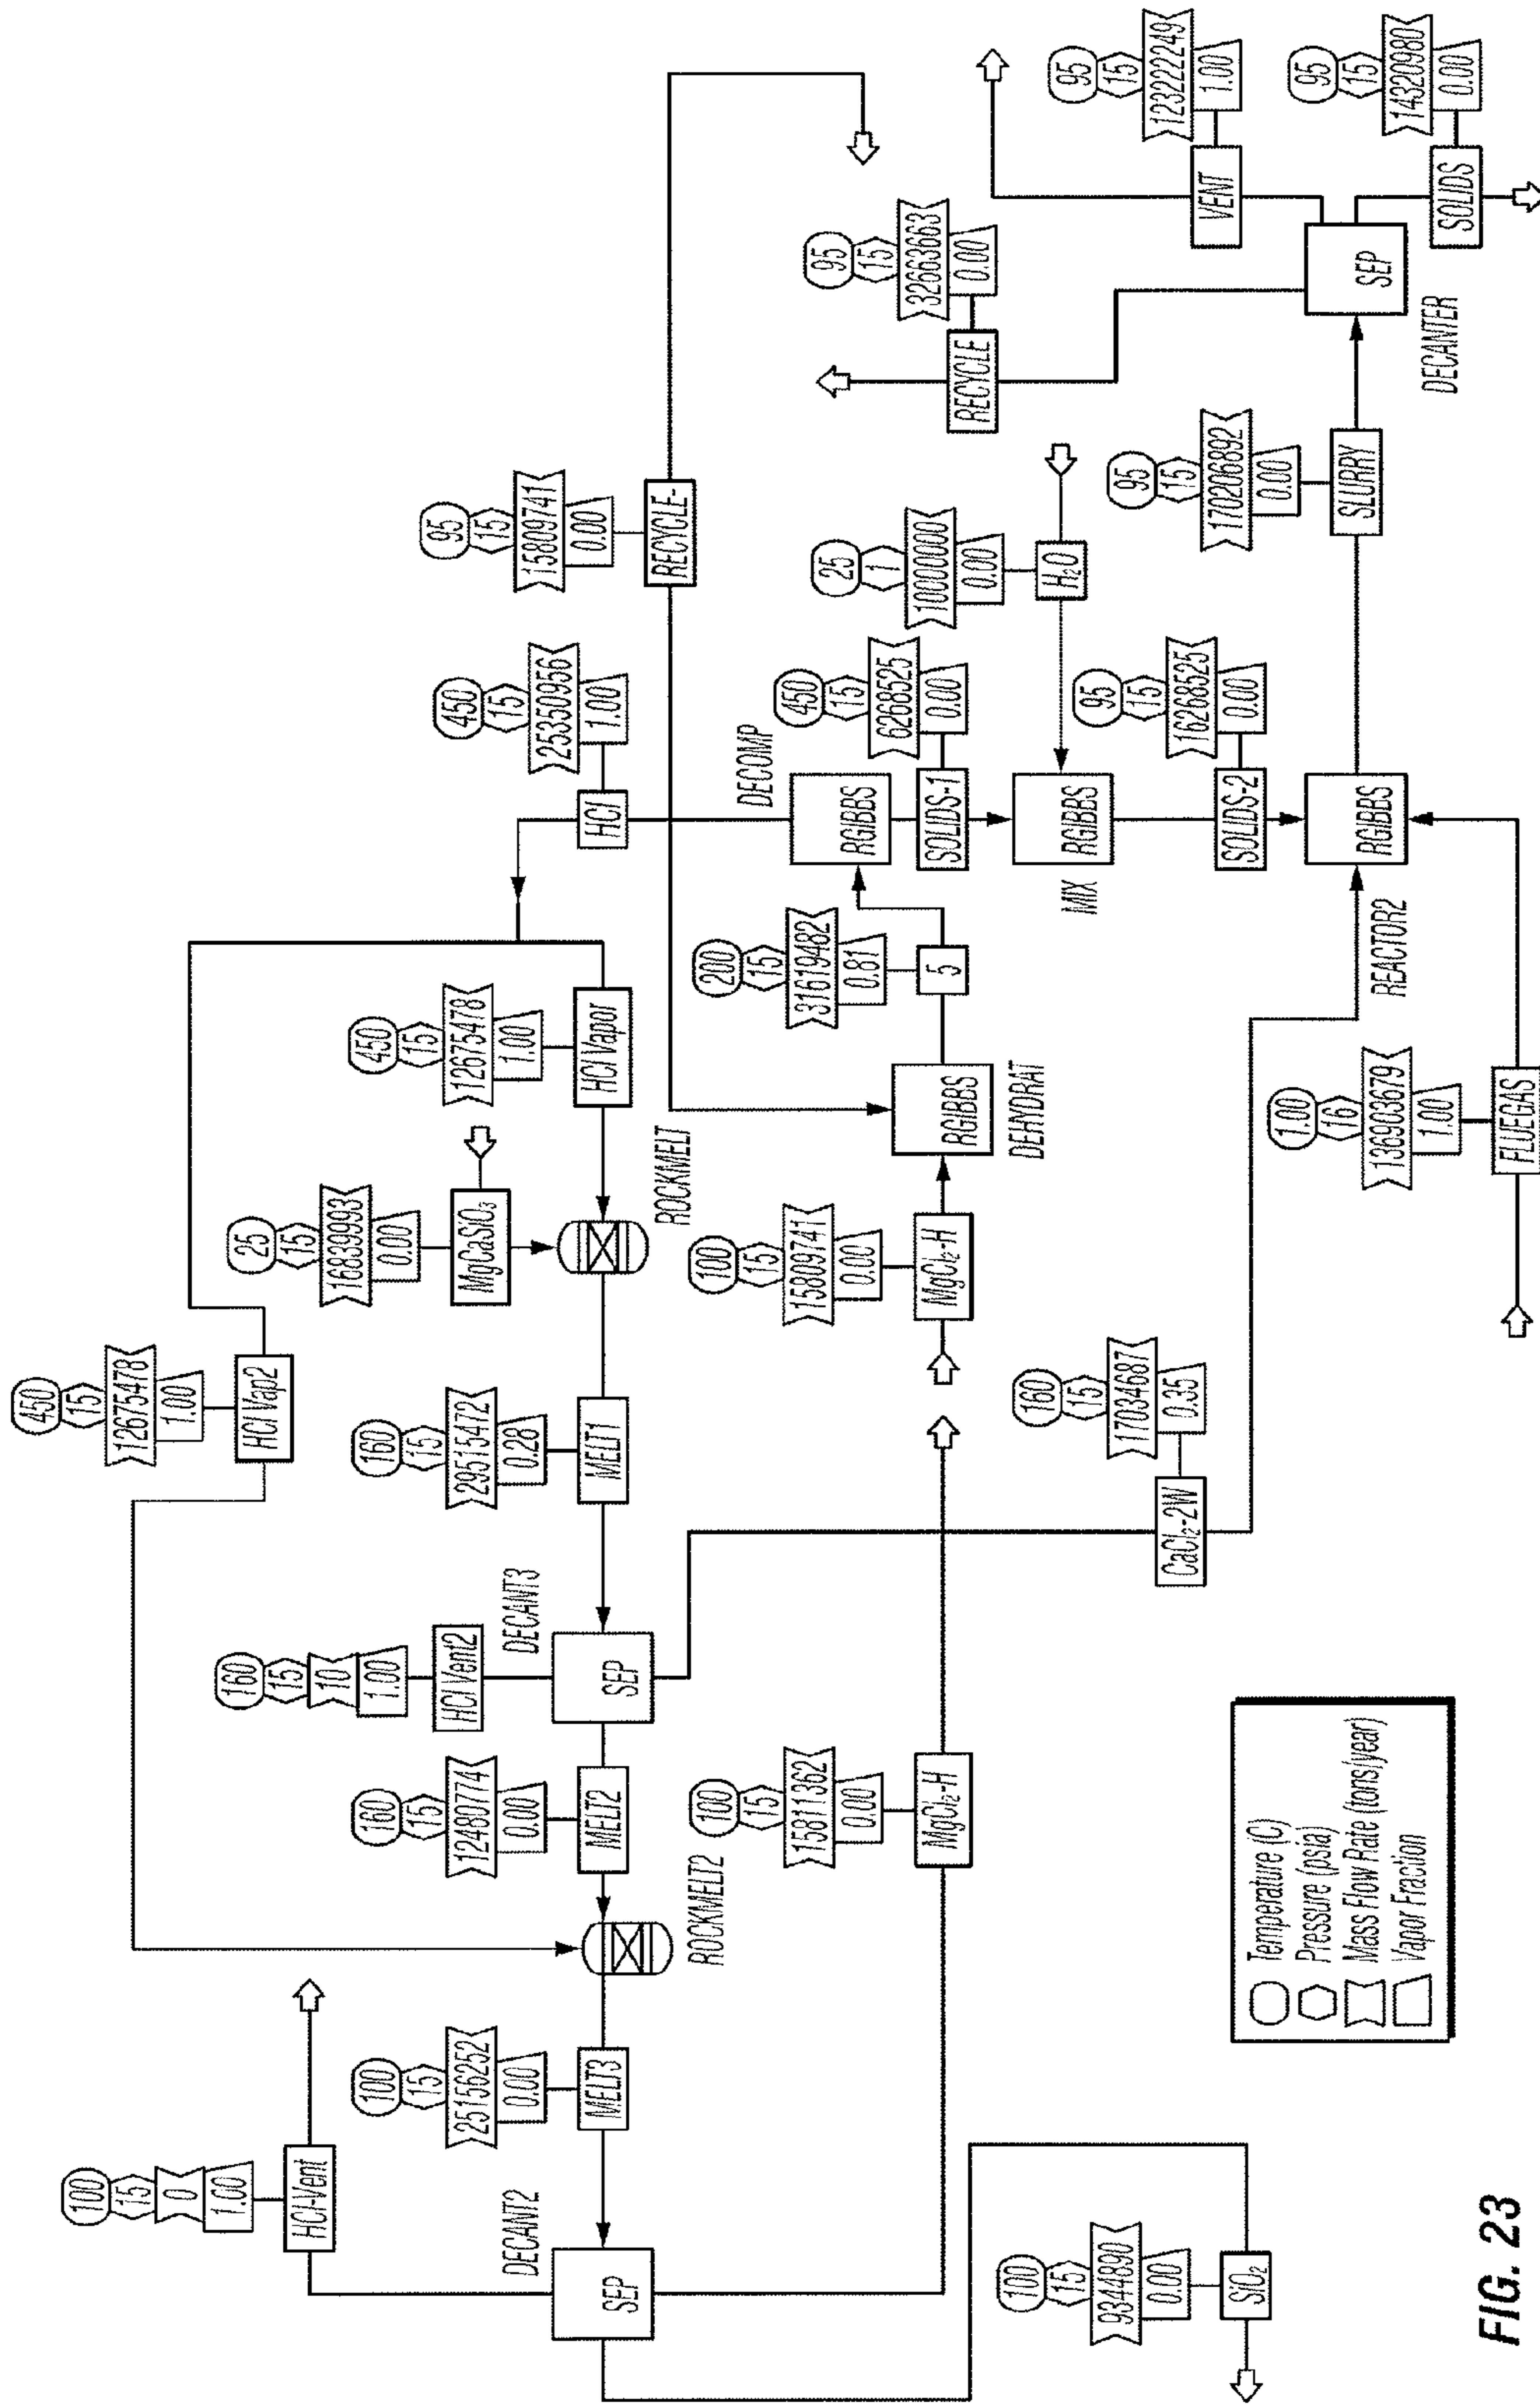 100
15
0
1.00
HCl-Vent
DECANT2
SEP
100
15
25156252
0.00
MELT3
ROCKMELT2
160
15
12480774
0.00
MELT2
160
15
10
1.00
HCl Vent2
DECANT3
SEP
160
15
29515472
0.28
MELT1
450
15
12675478
1.00
HCl Vap2
25
15
16839993
0.00
MgCaSiO3
ROCKMELT
450
15
12675478
1.00
HCl Vapor
450
15
25350956
1.00
HCl
95
15
15809741
0.00
RECYCLE-
100
15
15811362
0.00
MgCl2-H
100
15
15809741
0.00
MgCl2-H
RGIBBS
DEHYDRAT
200
15
31619482
0.81
5
DECOMP
RGIBBS
450
15
6268525
0.00
SOLIDS-1
25
1
10000000
0.00
H2O
RGIBBS
MIX
95
15
16268525
0.00
SOLIDS-2
95
15
32663663
0.00
RECYCLE
100
15
9344890
0.00
SiO2
160
15
17034687
0.35
CaCl2-2W
REACTOR2
RGIBBS
1.00
16
136903679
1.00
FLUEGAS
95
15
170206892
0.00
SLURRY
SEP
DECANTER
95
15
123222249
1.00
VENT
95
15
14320980
0.00
SOLIDS
Temperature (C)
Pressure (psia)
Mass Flow Rate (tons/year)
Vapor Fraction
FIG. 23